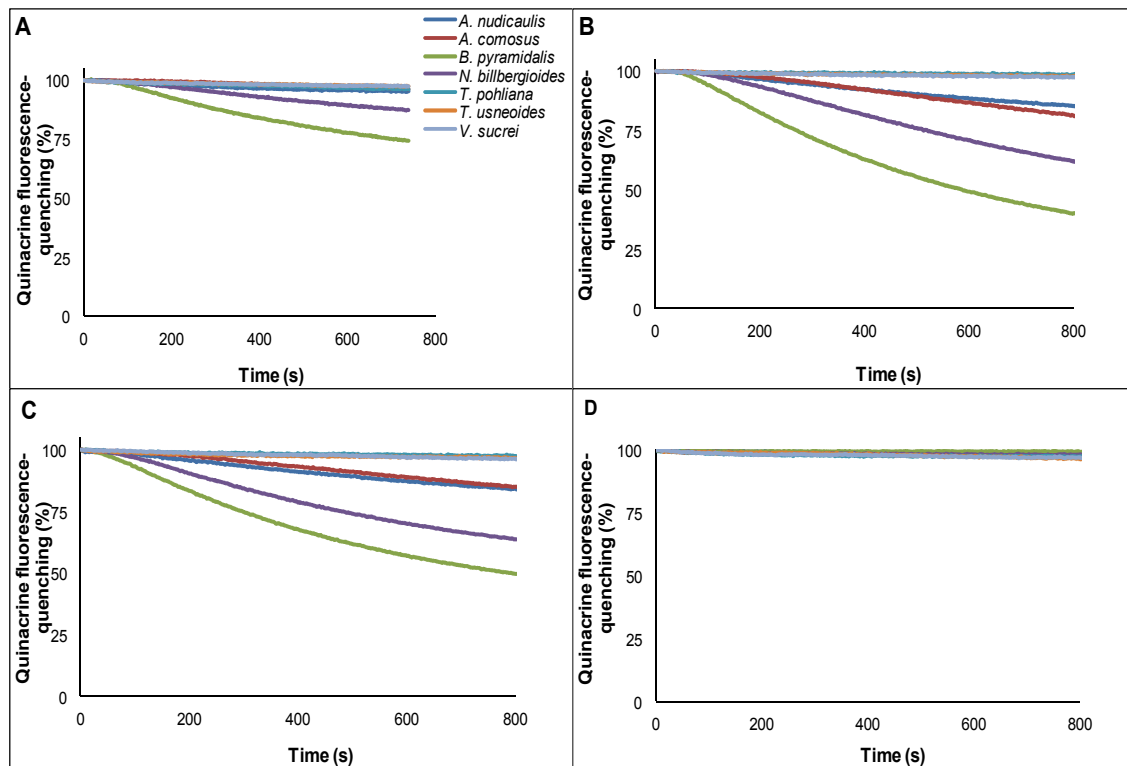 A
A. nudicaulis
A. comosus
B. pyramidalis
N. billbergioides
T. pohliana
T. usneoides
V. sucrei
Quinacrine fluorescence-
quenching (%)
100
75
50
25
0
0 200 400 600 800
Time (s)
B
Quinacrine fluorescence-
quenching (%)
100
75
50
25
0
0 200 400 600 800
Time (s)
C
Quinacrine fluorescence-
quenching (%)
100
75
50
25
0
0 200 400 600 800
Time (s)
D
Quinacrine fluorescence-
quenching (%)
100
75
50
25
0
0 200 400 600 800
Time (s)